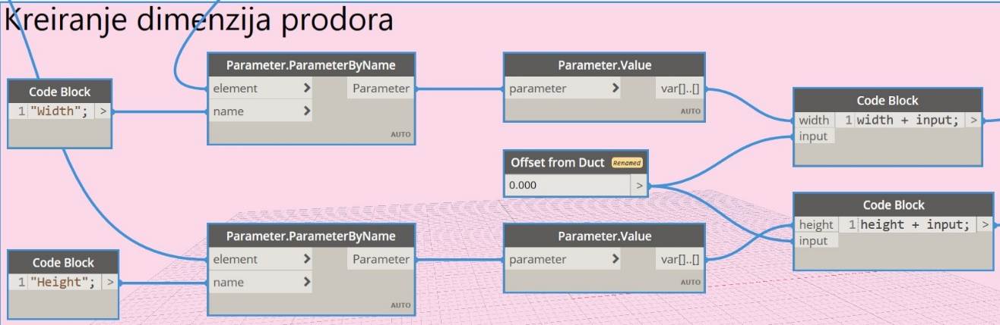 Kreiranje dimenzija prodora
Code Block
1 "Width"; >
Parameter.ParameterByName
element > Parameter
name >
AUTO
Parameter.Value
parameter > var[]..[]
AUTO
Offset from Duct Renamed
0.000 >
Code Block
width 1 width + input; >
input
Code Block
1 "Height"; >
Parameter.ParameterByName
element > Parameter
name >
AUTO
Parameter.Value
parameter > var[]..[]
AUTO
Code Block
height 1 height + input; >
input